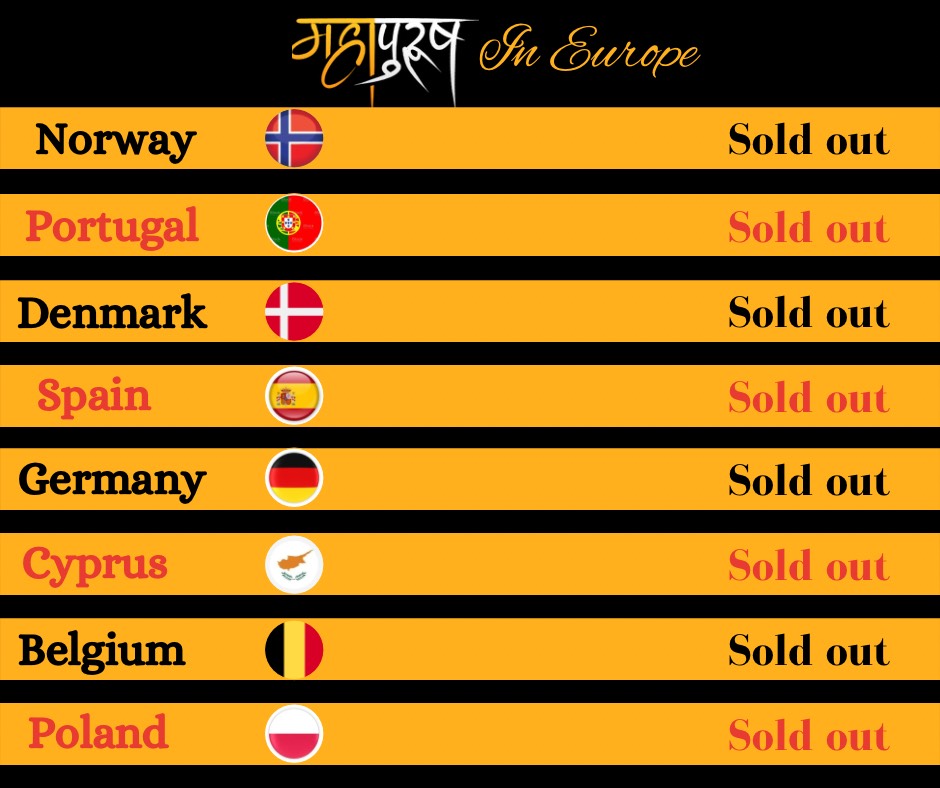 महापुरूष In Europe
Norway Sold out
Portugal Sold out
Denmark Sold out
Spain Sold out
Germany Sold out
Cyprus Sold out
Belgium Sold out
Poland Sold out